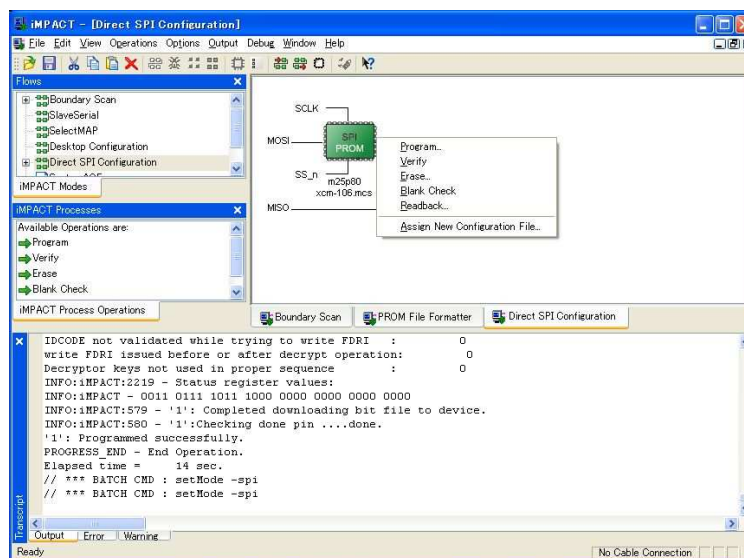 iMPACT - [Direct SPI Configuration]
File Edit View Operations Options Output Debug Window Help
Flows
Boundary Scan
SlaveSerial
SelectMAP
Desktop Configuration
Direct SPI Configuration
iMPACT Modes
iMPACT Processes
Available Operations are:
Program
Verify
Erase
Blank Check
iMPACT Process Operations
SCLK
MOSI
SPI
PROM
SS_n
m25p80
xcm-106.mcs
MISO
Program...
Verify
Erase...
Blank Check
Readback...
Assign New Configuration File...
Boundary Scan
PROM File Formatter
Direct SPI Configuration
IDCODE not validated while trying to write FDRI : 0
write FDRI issued before or after decrypt operation: 0
Decryptor keys not used in proper sequence : 0
INFO:iMPACT:2219 - Status register values:
INFO:iMPACT - 0011 0111 1011 1000 0000 0000 0000 0000
INFO:iMPACT:579 - '1': Completed downloading bit file to device.
INFO:iMPACT:580 - '1':Checking done pin ....done.
'1': Programmed successfully.
PROGRESS_END - End Operation.
Elapsed time = 14 sec.
// *** BATCH CMD : setMode -spi
// *** BATCH CMD : setMode -spi
Transcript
Output Error Warning
Ready
No Cable Connection